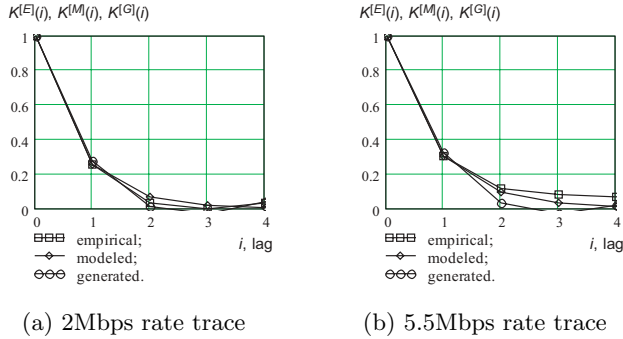 K[E](i), K[M](i), K[G](i)
1
0.8
0.6
0.4
0.2
0
0 1 2 3 4
i, lag
empirical;
modeled;
generated.
(a) 2Mbps rate trace
K[E](i), K[M](i), K[G](i)
1
0.8
0.6
0.4
0.2
0
0 1 2 3 4
i, lag
empirical;
modeled;
generated.
(b) 5.5Mbps rate trace